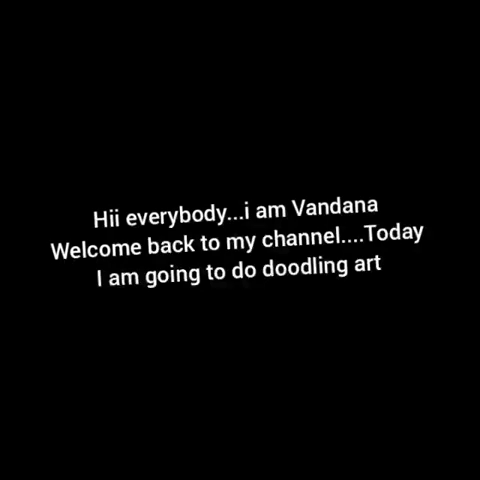 Hii everybody...i am Vandana
Welcome back to my channel....Today
I am going to do doodling art